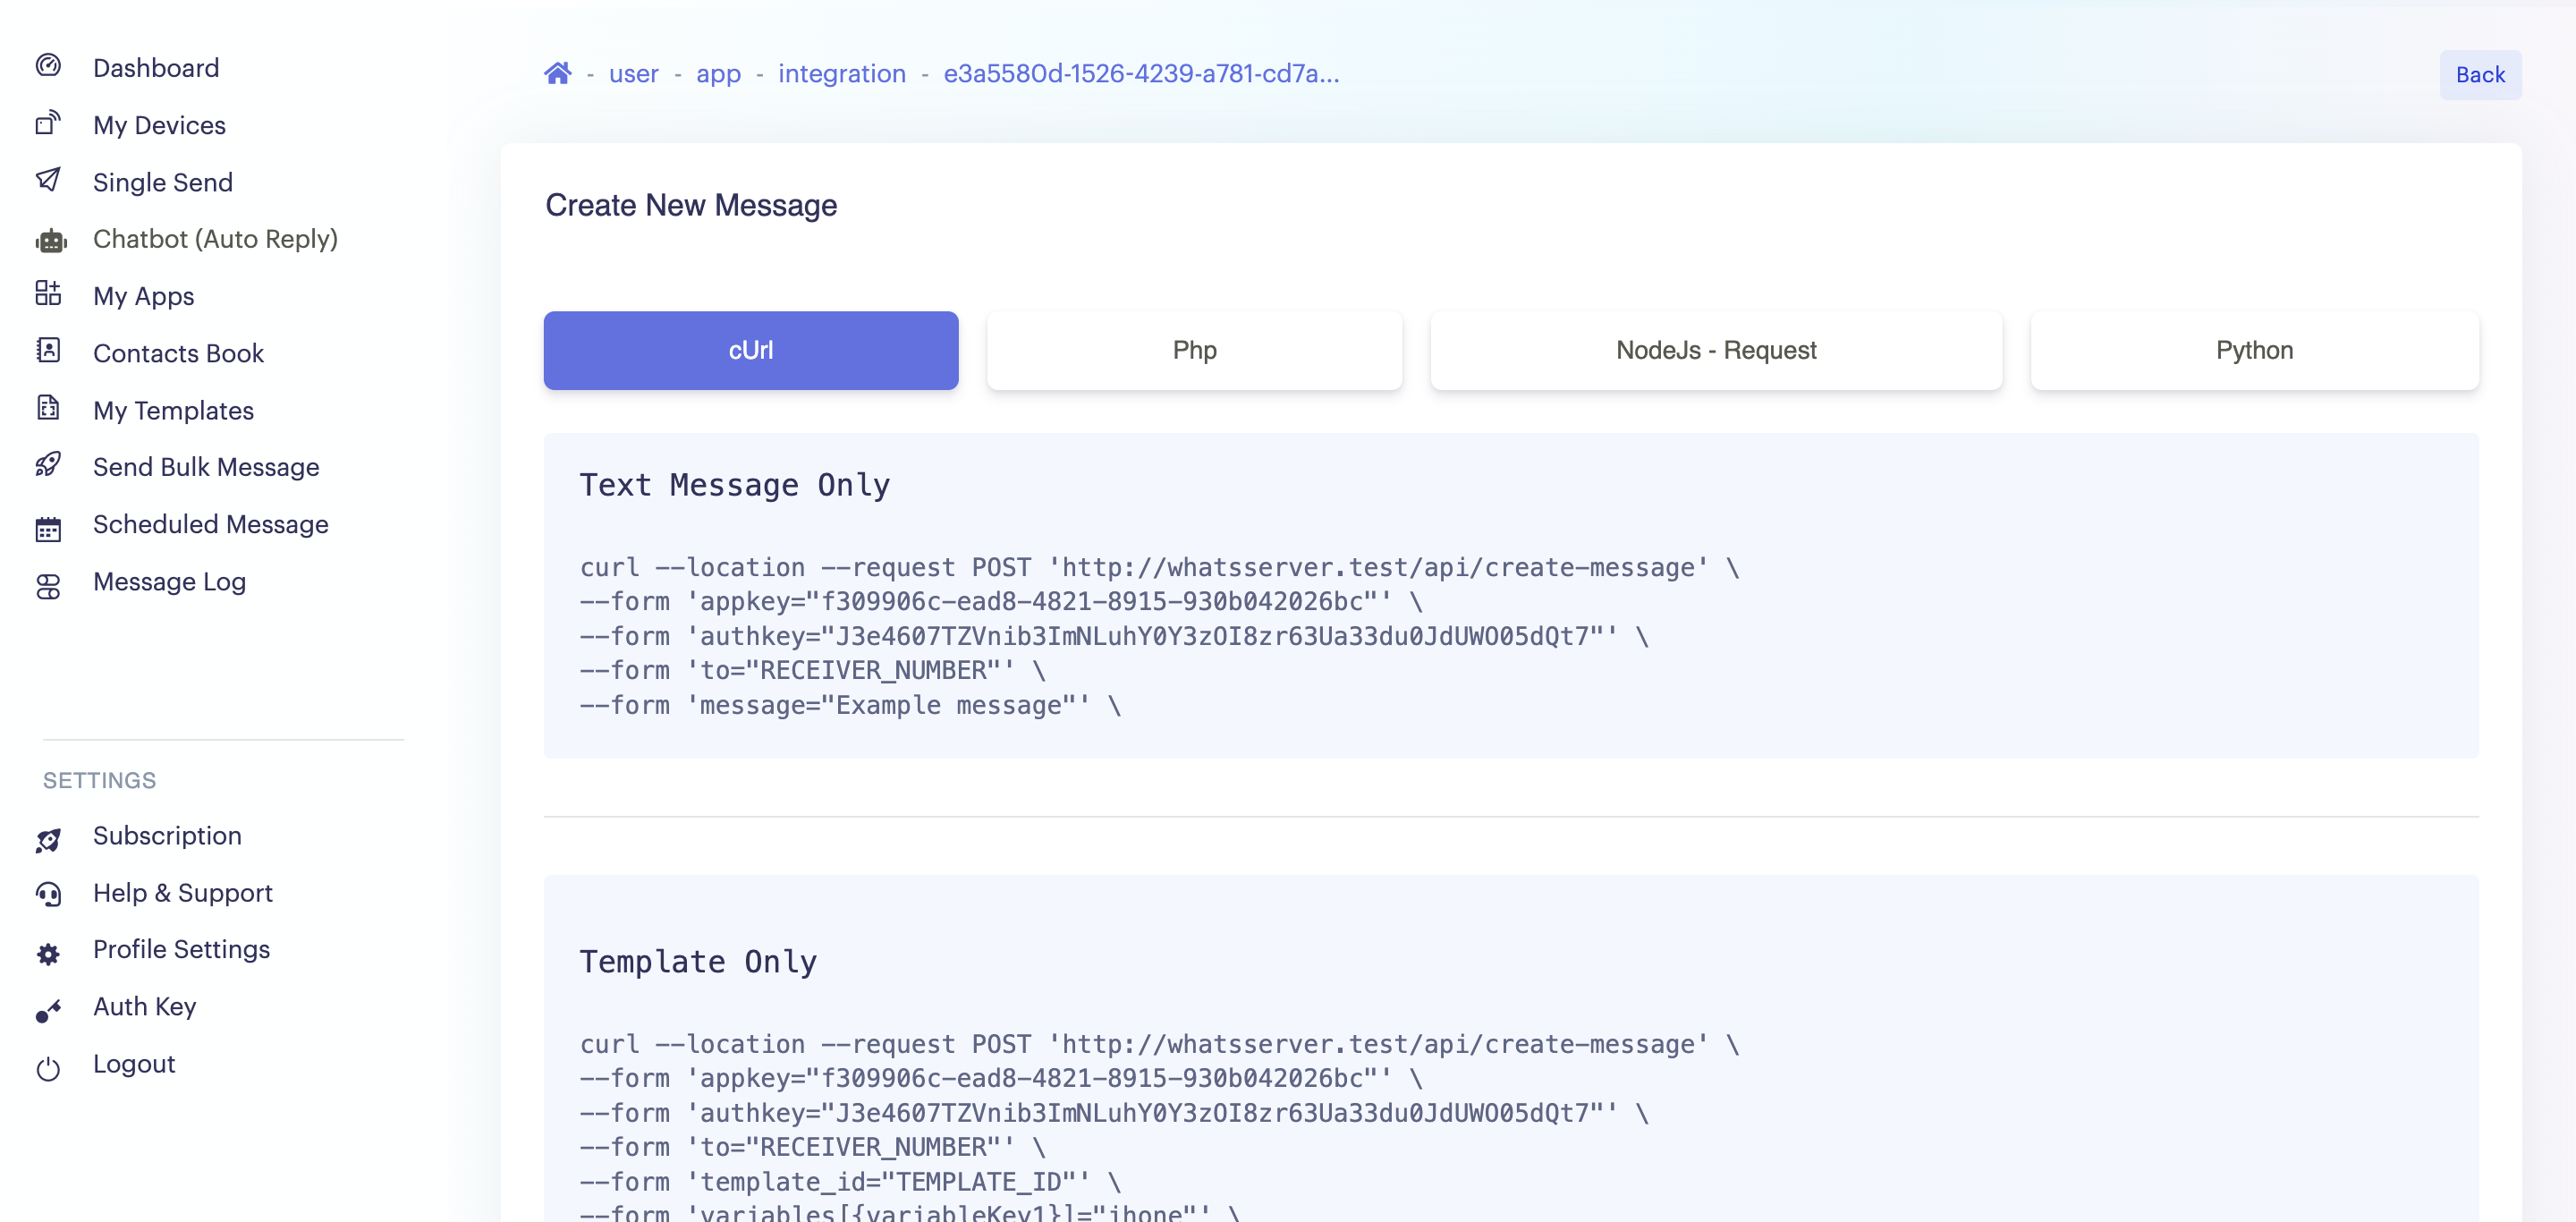 Dashboard
My Devices
Single Send
Chatbot (Auto Reply)
My Apps
Contacts Book
My Templates
Send Bulk Message
Scheduled Message
Message Log
SETTINGS
Subscription
Help & Support
Profile Settings
Auth Key
Logout
- user - app - integration - e3a5580d-1526-4239-a781-cd7a...
Back
Create New Message
cUrl
Php
NodeJs - Request
Python
Text Message Only
curl --location --request POST 'http://whatsserver.test/api/create-message' \
--form 'appkey="f309906c-ead8-4821-8915-930b042026bc"' \
--form 'authkey="J3e4607TZVnib3ImNLuhY0Y3zOI8zr63Ua33du0JdUWO05dQt7"' \
--form 'to="RECEIVER_NUMBER"' \
--form 'message="Example message"' \
Template Only
curl --location --request POST 'http://whatsserver.test/api/create-message' \
--form 'appkey="f309906c-ead8-4821-8915-930b042026bc"' \
--form 'authkey="J3e4607TZVnib3ImNLuhY0Y3zOI8zr63Ua33du0JdUWO05dQt7"' \
--form 'to="RECEIVER_NUMBER"' \
--form 'template_id="TEMPLATE_ID"' \
--form 'variables[{variableKey1}]="jhone"' \